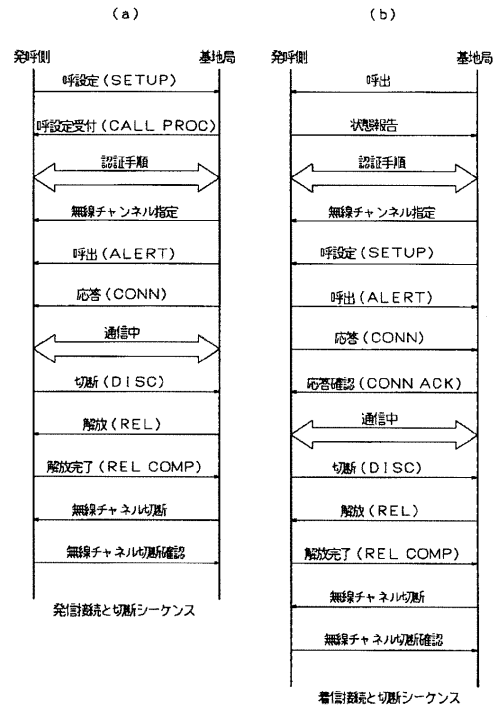 (a)
発呼側 基地局
呼設定(SETUP)
呼設定受付(CALL PROC)
認証手順
無線チャンネル指定
呼出(ALERT)
応答(CONN)
通信中
切断(DISC)
解放(REL)
解放完了(REL COMP)
無線チャネル切断
無線チャネル切断確認
発信接続と切断シーケンス
(b)
発呼側 基地局
呼出
状態報告
認証手順
無線チャンネル指定
呼設定(SETUP)
呼出(ALERT)
応答(CONN)
応答確認(CONN ACK)
通信中
切断(DISC)
解放(REL)
解放完了(REL COMP)
無線チャネル切断
無線チャネル切断確認
着信接続と切断シーケンス